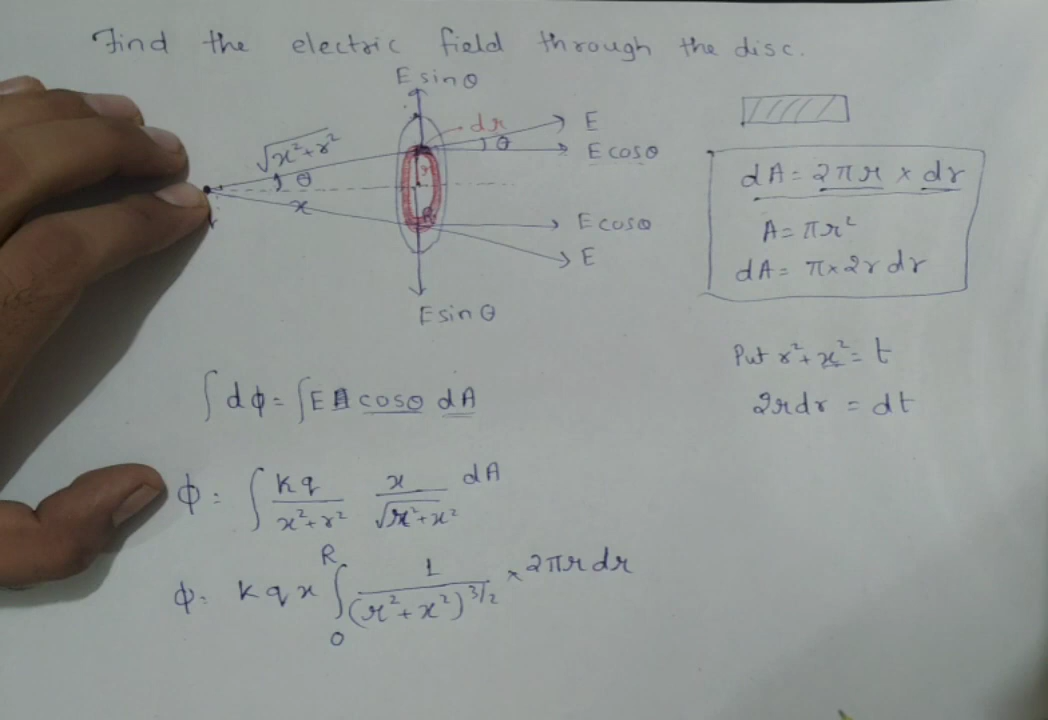 Find the electric field through the disc.
E sinθ
dr
E
θ
E cosθ
√x²+r²
θ
r
x
R
E cosθ
E
E sinθ
dA = 2πr × dr
A = πr²
dA = π×2r dr
Put r²+x² = t
2rdr = dt
∫dϕ = ∫E cosθ dA
ϕ = ∫ kq/x²+r² x/√r²+x² dA
ϕ = kqx ∫₀ᴿ 1/(r²+x²)^3/2 × 2πr dr